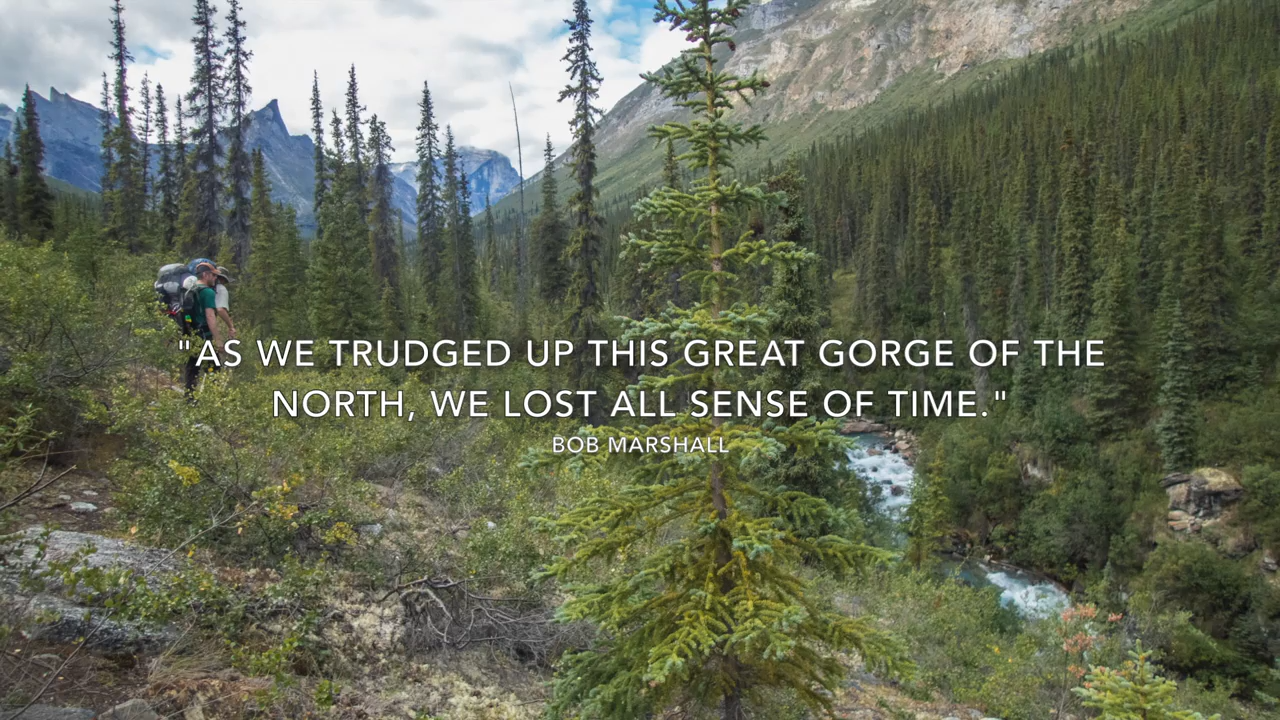 "AS WE TRUDGED UP THIS GREAT GORGE OF THE
NORTH, WE LOST ALL SENSE OF TIME."
BOB MARSHALL